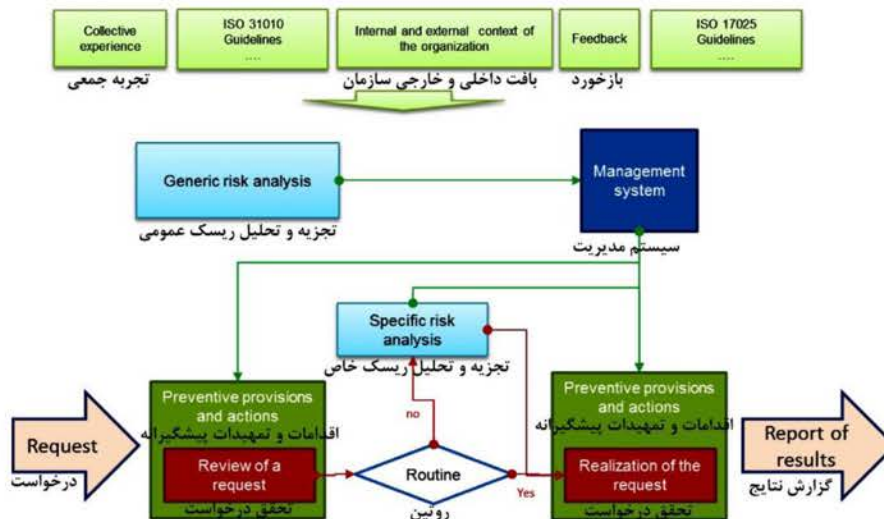 Collective
experience
تجربه جمعی
ISO 31010
Guidelines
....
Internal and external context of
the organization
بافت داخلی و خارجی سازمان
Feedback
بازخورد
ISO 17025
Guidelines
....
Generic risk analysis
تجزیه و تحلیل ریسک عمومی
Management
system
سیستم مدیریت
Specific risk
analysis
تجزیه و تحلیل ریسک خاص
Request
درخواست
Preventive provisions
and actions
اقدامات و تمهیدات پیشگیرانه
Review of a
request
تحقق درخواست
no
Routine
روتین
Yes
Preventive provisions
and actions
اقدامات و تمهیدات پیشگیرانه
Realization of the
request
تحقق درخواست
Report of
results
گزارش نتایج